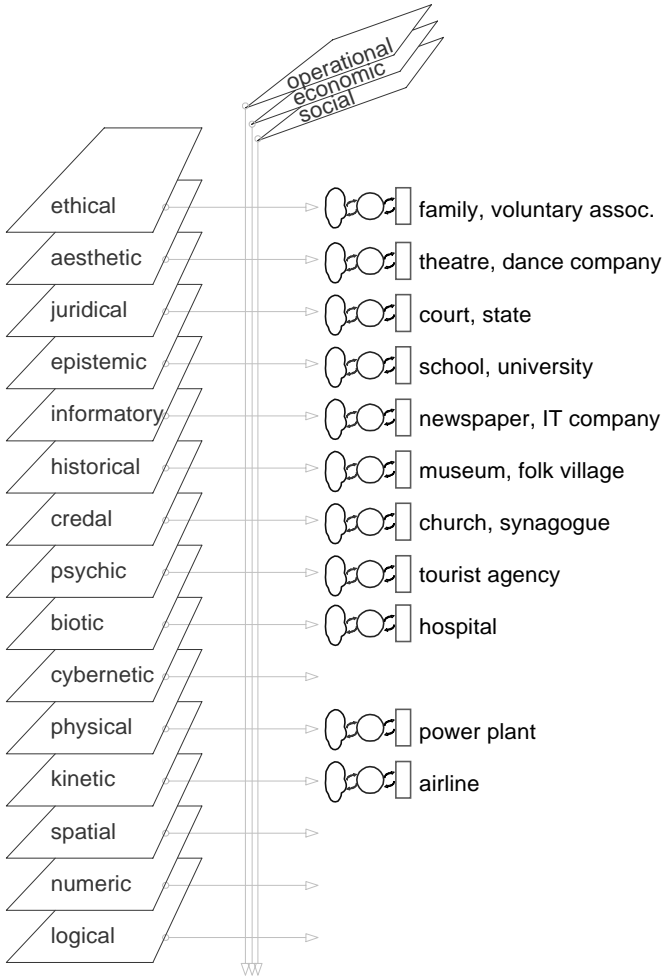 operational
economic
social
ethical
family, voluntary assoc.
aesthetic
theatre, dance company
juridical
court, state
epistemic
school, university
informatory
newspaper, IT company
historical
museum, folk village
credal
church, synagogue
psychic
tourist agency
biotic
hospital
cybernetic
physical
power plant
kinetic
airline
spatial
numeric
logical